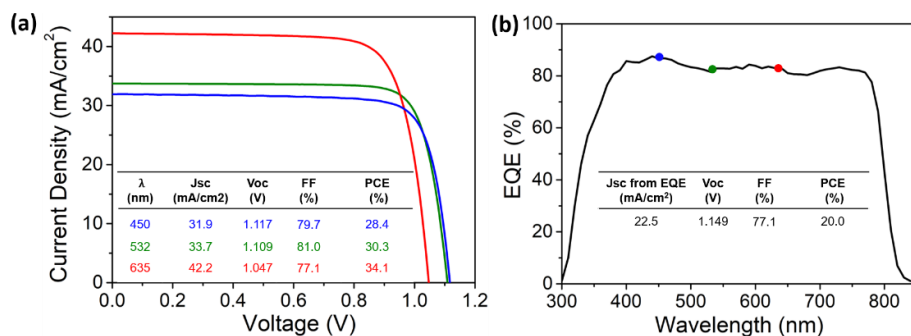 (a)
Current Density (mA/cm²)
40
30
20
10
0
λ Jsc Voc FF PCE
(nm) (mA/cm2) (V) (%) (%)
450 31.9 1.117 79.7 28.4
532 33.7 1.109 81.0 30.3
635 42.2 1.047 77.1 34.1
0.0 0.2 0.4 0.6 0.8 1.0 1.2
Voltage (V)
(b)
EQE (%)
100
80
60
40
20
0
Jsc from EQE Voc FF PCE
(mA/cm²) (V) (%) (%)
22.5 1.149 77.1 20.0
300 400 500 600 700 800
Wavelength (nm)